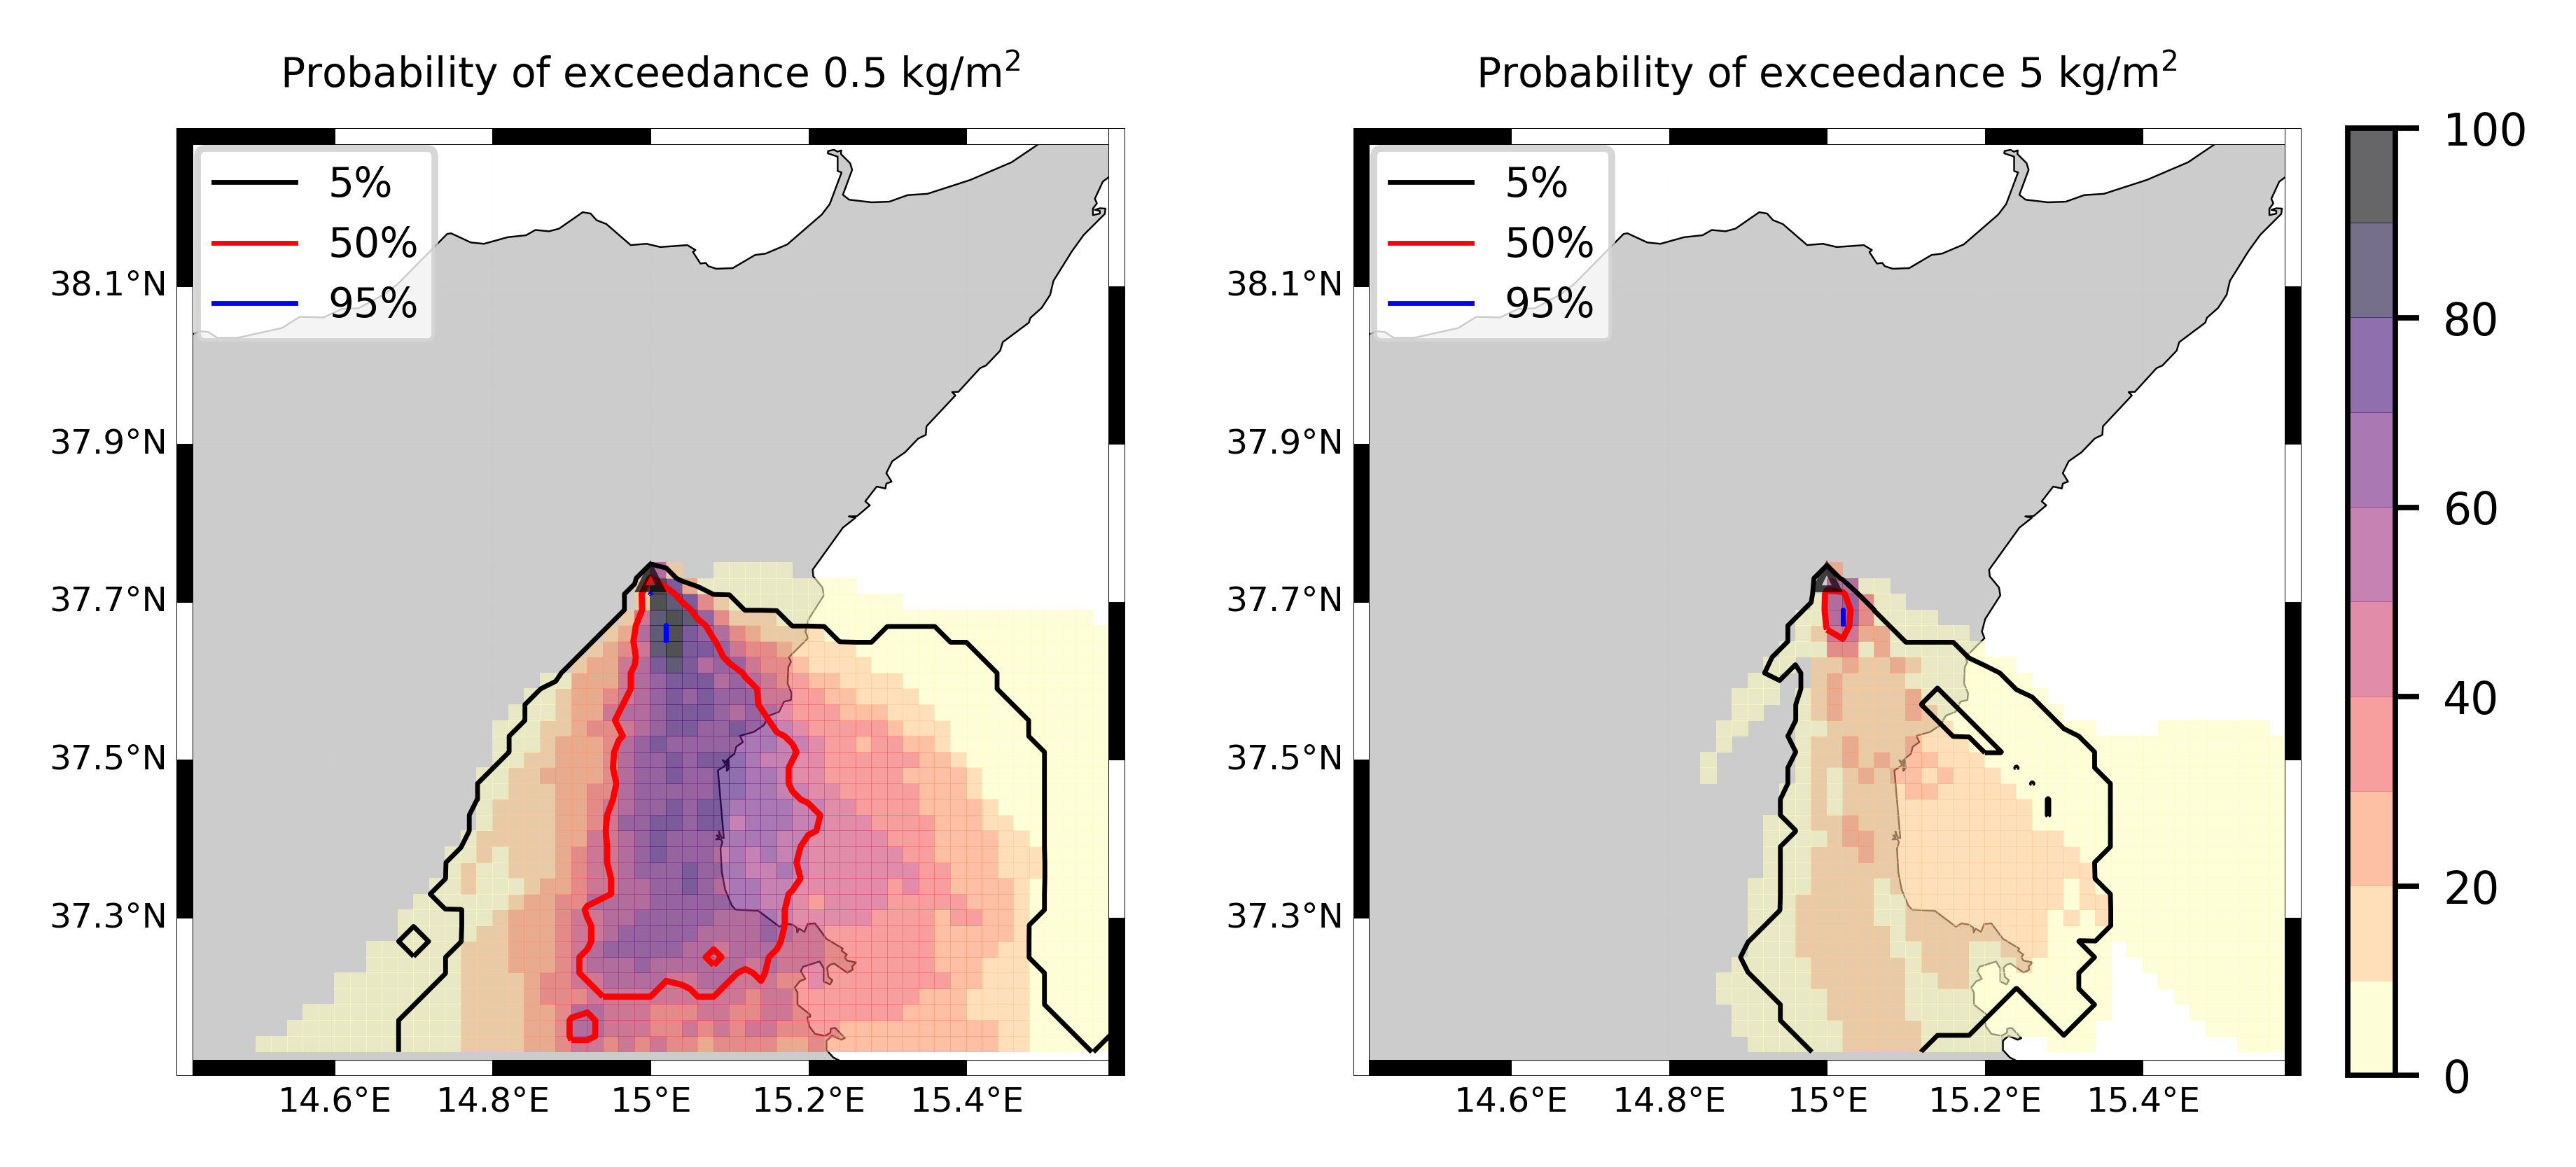 Probability of exceedance 0.5 kg/m²
5%
50%
95%
38.1°N
37.9°N
37.7°N
37.5°N
37.3°N
14.6°E
14.8°E
15°E
15.2°E
15.4°E
Probability of exceedance 5 kg/m²
5%
50%
95%
38.1°N
37.9°N
37.7°N
37.5°N
37.3°N
14.6°E
14.8°E
15°E
15.2°E
15.4°E
100
80
60
40
20
0